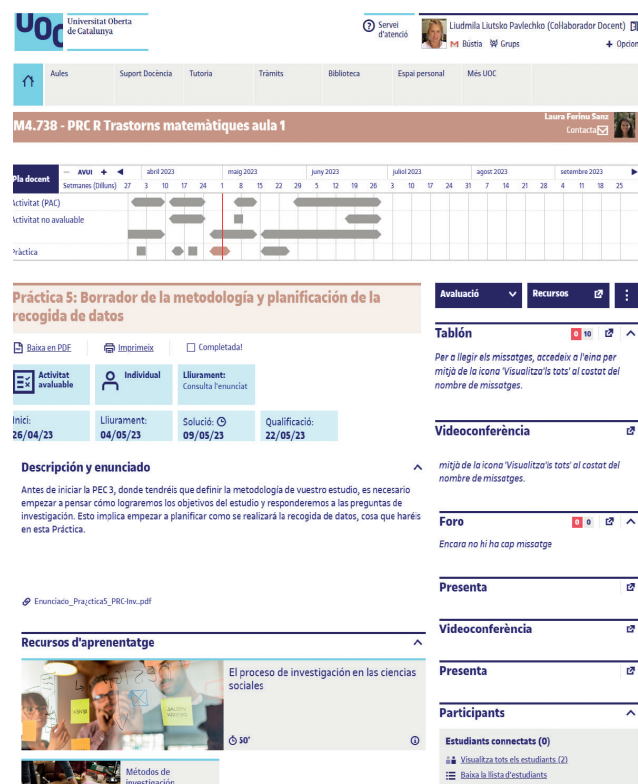 UOC
Universitat Oberta
de Catalunya
Servei
d'atenció
Liudmila Liutsko Pavlechko (Col·laborador Docent)
Bústia Grups
+ Opcion
Aules Suport Docència Tutoria Tràmits Biblioteca Espai personal Més UOC
M4.738 - PRC R Trastorns matemàtiques aula 1
Laura Ferinu Sanz
Contacta
Pla docent
— AVUI + abril 2023 maig 2023 juny 2023 juliol 2023 agost 2023 setembre 2023
Setmanes (Dilluns) 27 3 10 17 24 1 8 15 22 29 5 12 19 26 3 10 17 24 31 7 14 21 28 4 11 18 25
Activitat (PAC)
Activitat no avaluable
Pràctica
Práctica 5: Borrador de la metodología y planificación de la
recogida de datos
Baixa en PDF Imprimeix Completada!
Activitat
avaluable
Individual
Lliurament:
Consulta l'enunciat
Inici:
26/04/23
Lliurament:
04/05/23
Solució:
09/05/23
Qualificació:
22/05/23
Descripción y enunciado
Antes de iniciar la PEC 3, donde tendréis que definir la metodología de vuestro estudio, es necesario
empezar a pensar cómo lograremos los objetivos del estudio y responderemos a las preguntas de
investigación. Esto implica empezar a planificar como se realizará la recogida de datos, cosa que haréis
en esta Práctica.
Enunciado_Pra¡ctica5_PRC-Inv..pdf
Recursos d'aprenentatge
El proceso de investigación en las ciencias
sociales
50'
Métodos de
investigación
Avaluació
Recursos
Tablón
0 10
Per a llegir els missatges, accedeix a l'eina per
mitjà de la icona 'Visualitza'ls tots' al costat del
nombre de missatges.
Videoconferència
mitjà de la icona 'Visualitza'ls tots' al costat del
nombre de missatges.
Foro
0 0
Encara no hi ha cap missatge
Presenta
Videoconferència
Presenta
Participants
Estudiants connectats (0)
Visualitza tots els estudiants (2)
Baixa la llista d'estudiants